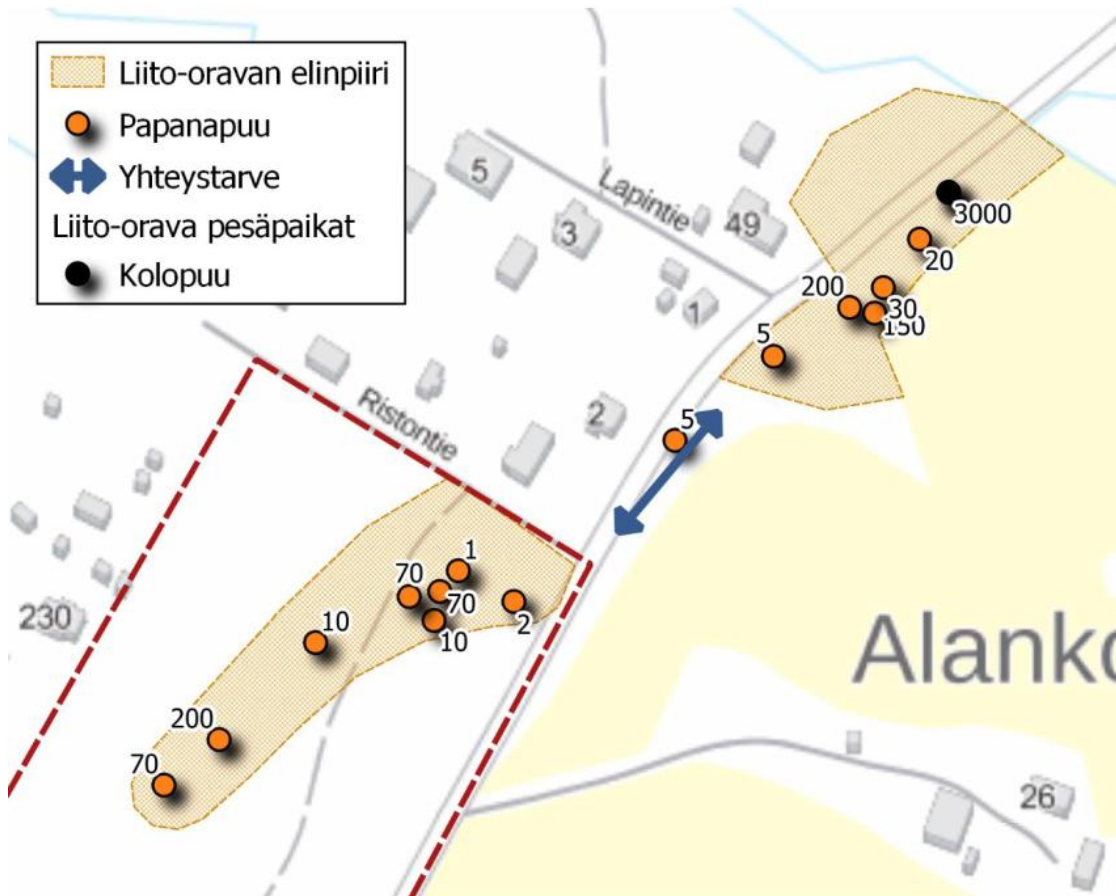 Liito-oravan elinpiiri
Papanapuu
Yhteystarve
Liito-orava pesäpaikat
Kolopuu
5
Lapintie
49
3
3000
20
200
30
150
1
5
Ristontie
2
5
1
70
70
2
10
10
230
200
70
Alanko
26